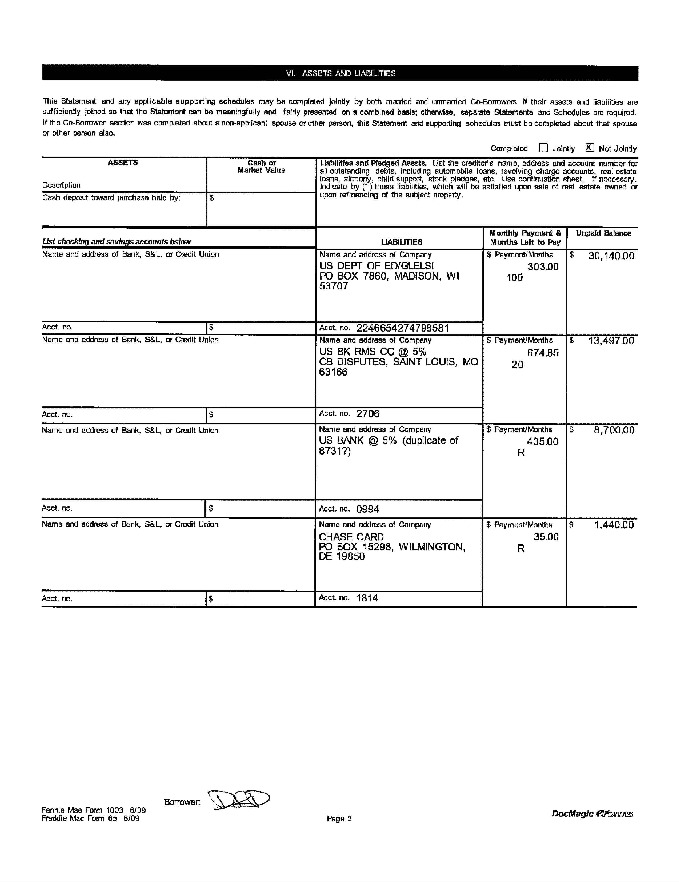 VI. ASSETS AND LIABILITIES
This Statement and any applicable supporting schedules may be completed jointly by both married and unmarried Co-Borrowers if their assets and liabilities are
sufficiently joined so that the Statement can be meaningfully and fairly presented on a combined basis; otherwise, separate Statements and Schedules are required.
If the Co-Borrower section was completed about a non-applicant spouse or other person, this Statement and supporting schedules must be completed about that spouse
or other person also.
Completed Jointly X Not Jointly
ASSETS
Cash or
Market Value
Description
Cash deposit toward purchase held by:
$
Liabilities and Pledged Assets. List the creditor's name, address and account number for
all outstanding debts, including automobile loans, revolving charge accounts, real estate
loans, alimony, child support, stock pledges, etc. Use continuation sheet, if necessary.
Indicate by (*) those liabilities, which will be satisfied upon sale of real estate owned or
upon refinancing of the subject property.
List checking and savings accounts below
LIABILITIES
Monthly Payment &
Months Left to Pay
Unpaid Balance
Name and address of Bank, S&L, or Credit Union
Name and address of Company
$ Payment/Months
$ 30,140.00
US DEPT OF ED/GLELSI
303.00
PO BOX 7860, MADISON, WI
53707
Acct. no.
$
Acct. no. 2246654274798581
Name and address of Bank, S&L, or Credit Union
Name and address of Company
$ Payment/Months
$ 13,497.00
US BK RMS CC @ 5%
674.85
CB DISPUTES, SAINT LOUIS, MO
20
63166
Acct. no.
$
Acct. no. 2706
Name and address of Bank, S&L, or Credit Union
Name and address of Company
$ Payment/Months
$ 8,700.00
US BANK @ 5% (duplicate of
435.00
8731?)
R
Acct. no.
$
Acct. no. 0994
Name and address of Bank, S&L, or Credit Union
Name and address of Company
$ Payment/Months
$ 1,440.00
CHASE CARD
35.00
PO BOX 15298, WILMINGTON,
R
DE 19850
Acct. no.
$
Acct. no. 1814
Borrower:
Fannie Mae Form 1003 6/09
Freddie Mac Form 65 6/09
Page 3
DocMagic eForms